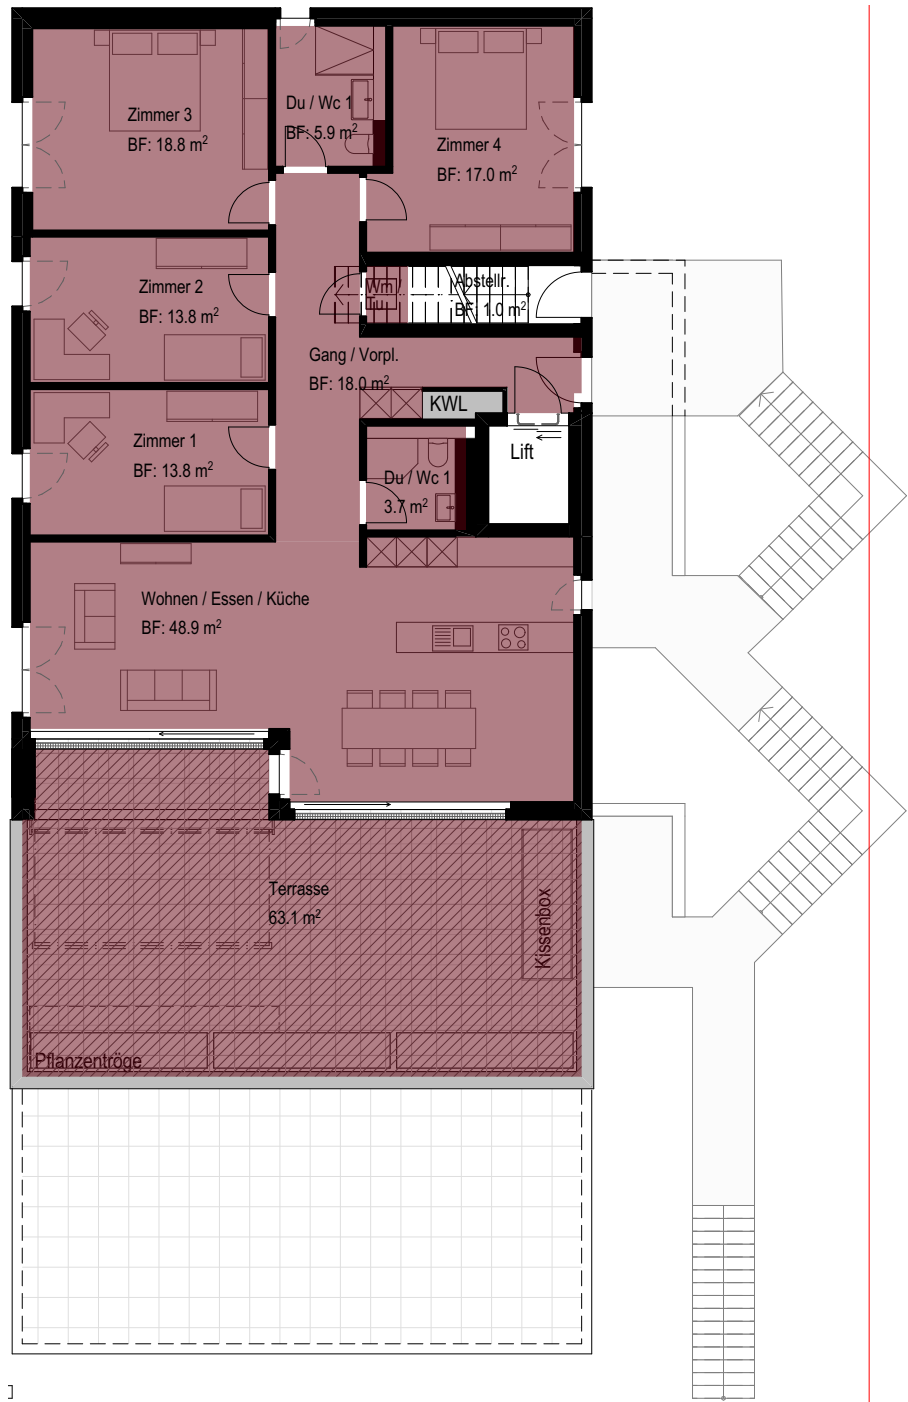 Zimmer 3
BF: 18.8 m²
Du / Wc 1
BF: 5.9 m²
Zimmer 4
BF: 17.0 m²
Zimmer 2
BF: 13.8 m²
Wm /
Abstellr.
BF: 1.0 m²
Gang / Vorpl.
BF: 18.0 m²
KWL
Zimmer 1
BF: 13.8 m²
Lift
Du / Wc 1
3.7 m²
Wohnen / Essen / Küche
BF: 48.9 m²
Terrasse
63.1 m²
Kissenbox
Pflanzentröge